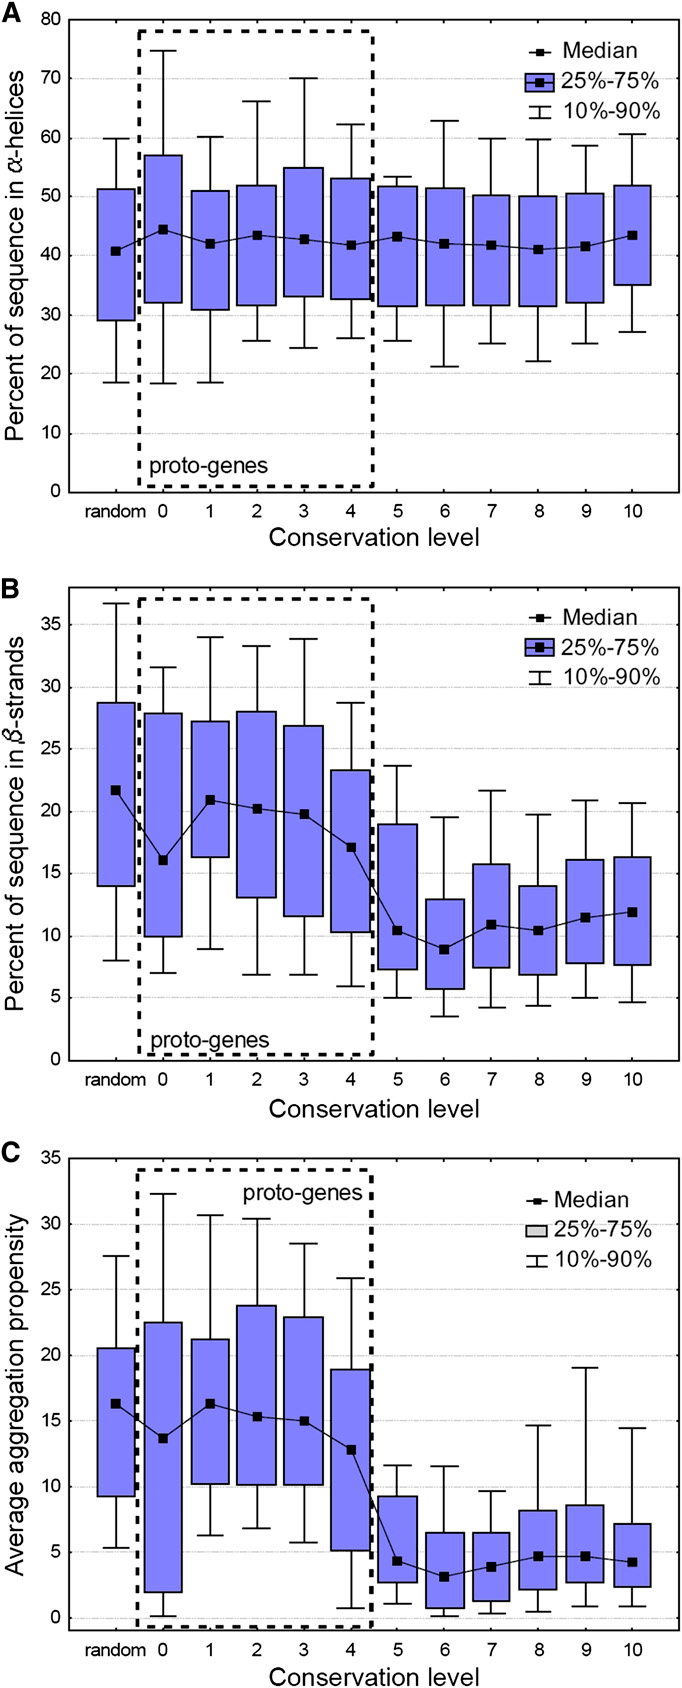 A
80
70
60
50
40
30
20
10
0
Percent of sequence in α-helices
Median
25%-75%
10%-90%
proto-genes
random 0 1 2 3 4 5 6 7 8 9 10
Conservation level
B
35
30
25
20
15
10
5
0
Percent of sequence in β-strands
Median
25%-75%
10%-90%
proto-genes
random 0 1 2 3 4 5 6 7 8 9 10
Conservation level
C
35
30
25
20
15
10
5
0
Average aggregation propensity
proto-genes
Median
25%-75%
10%-90%
random 0 1 2 3 4 5 6 7 8 9 10
Conservation level